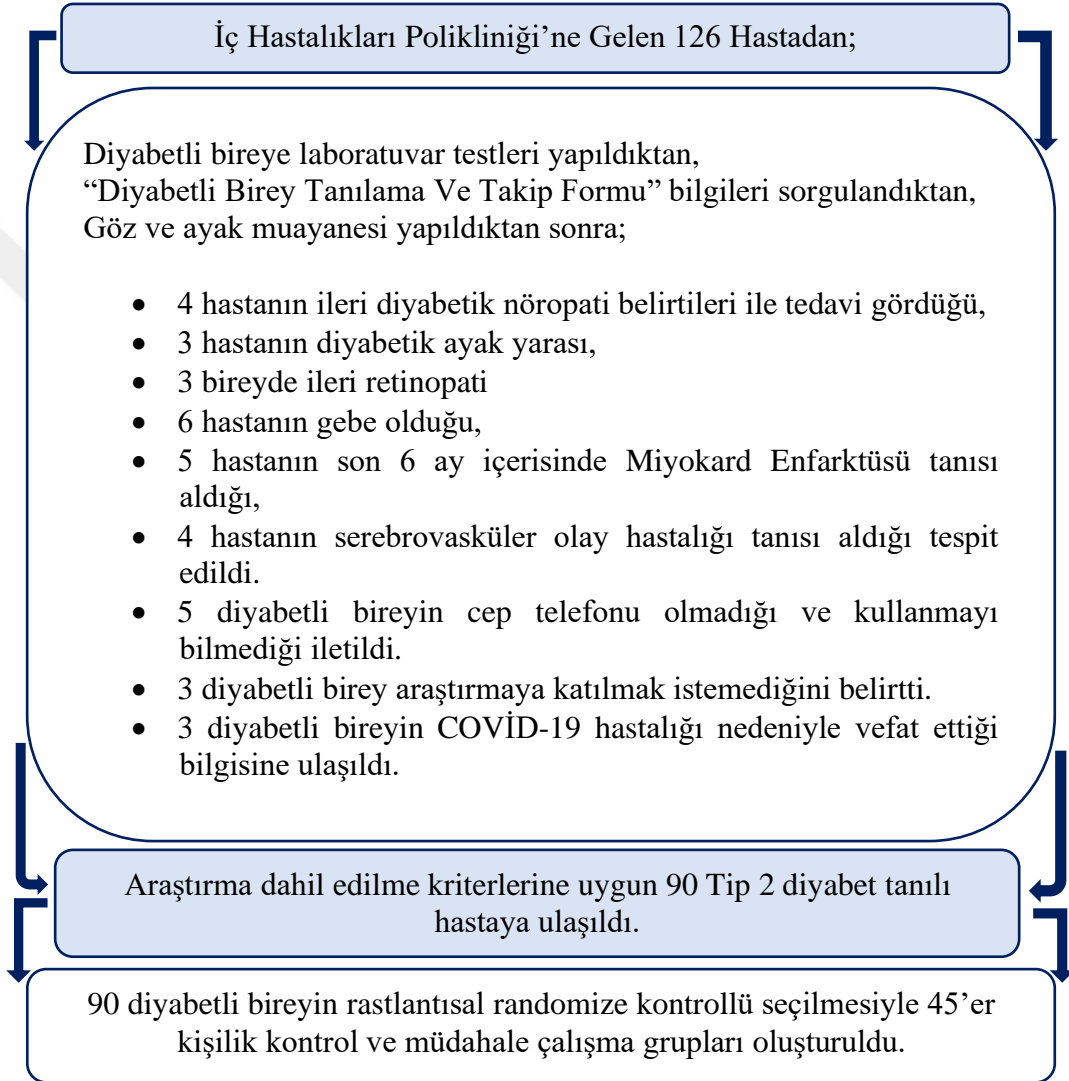 İç Hastalıkları Polikliniği’ne Gelen 126 Hastadan;
Diyabetli bireye laboratuvar testleri yapıldıktan,
“Diyabetli Birey Tanılama Ve Takip Formu” bilgileri sorgulandıktan,
Göz ve ayak muayanesi yapıldıktan sonra;
• 4 hastanın ileri diyabetik nöropati belirtileri ile tedavi gördüğü,
• 3 hastanın diyabetik ayak yarası,
• 3 bireyde ileri retinopati
• 6 hastanın gebe olduğu,
• 5 hastanın son 6 ay içerisinde Miyokard Enfarktüsü tanısı
aldığı,
• 4 hastanın serebrovasküler olay hastalığı tanısı aldığı tespit
edildi.
• 5 diyabetli bireyin cep telefonu olmadığı ve kullanmayı
bilmediği iletildi.
• 3 diyabetli birey araştırmaya katılmak istemediğini belirtti.
• 3 diyabetli bireyin COVİD-19 hastalığı nedeniyle vefat ettiği
bilgisine ulaşıldı.
Araştırma dahil edilme kriterlerine uygun 90 Tip 2 diyabet tanılı
hastaya ulaşıldı.
90 diyabetli bireyin rastlantısal randomize kontrollü seçilmesiyle 45’er
kişilik kontrol ve müdahale çalışma grupları oluşturuldu.